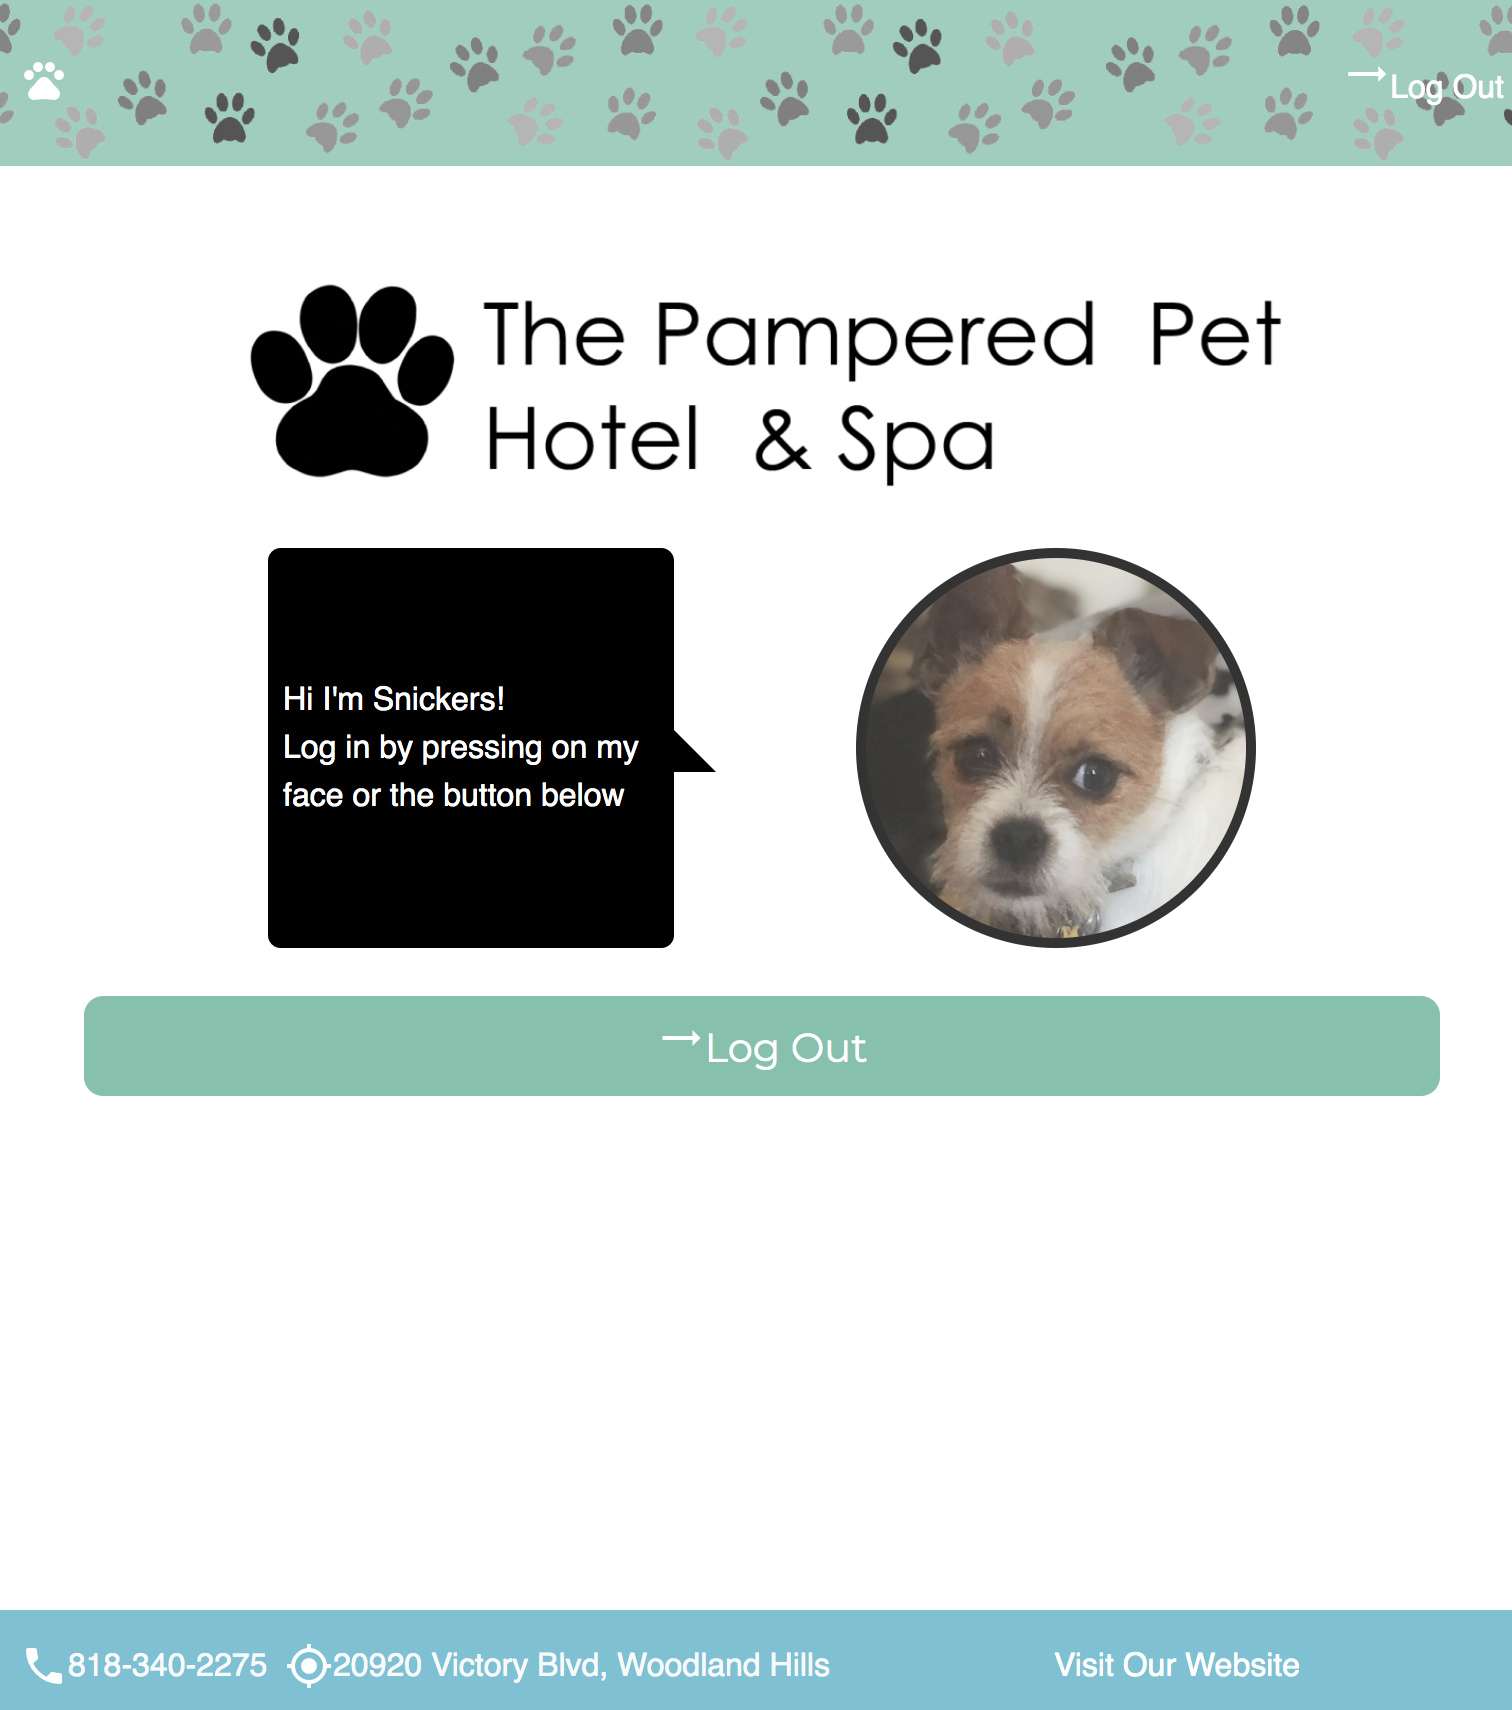 Log Out
The Pampered Pet
Hotel & Spa
Hi I'm Snickers!
Log in by pressing on my
face or the button below
Log Out
818-340-2275 20920 Victory Blvd, Woodland Hills Visit Our Website